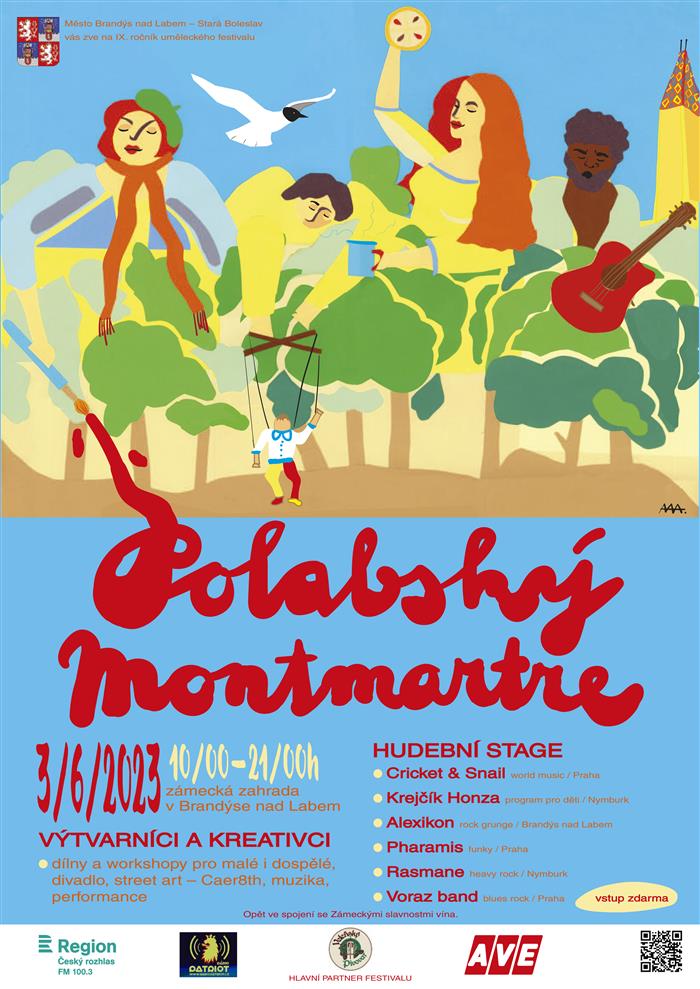 Město Brandýs nad Labem – Stará Boleslav
vás zve na IX. ročník uměleckého festivalu
AAA.
Polabský
Montmartre
3/6/2023
10/00–21/00h
zámecká zahrada
v Brandýse nad Labem
VÝTVARNÍCI A KREATIVCI
dílny a workshopy pro malé i dospělé,
divadlo, street art – Caer8th, muzika,
performance
HUDEBNÍ STAGE
Cricket & Snail world music / Praha
Krejčík Honza program pro děti / Nymburk
Alexikon rock grunge / Brandýs nad Labem
Pharamis funky / Praha
Rasmane heavy rock / Nymburk
Voraz band blues rock / Praha
vstup zdarma
Opět ve spojení se Zámeckými slavnostmi vína.
Region
Český rozhlas
FM 100.3
PATRIOT
Pivovar
HLAVNÍ PARTNER FESTIVALU
AVE